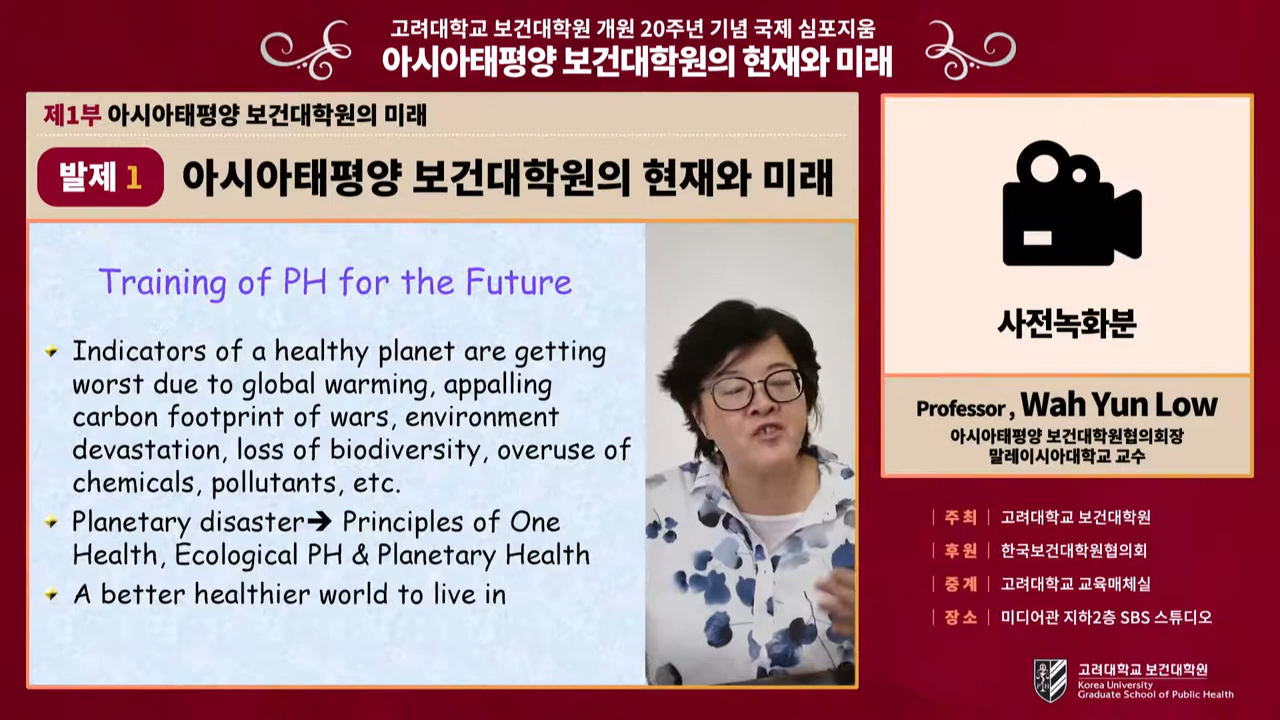 고려대학교 보건대학원 개원 20주년 기념 국제 심포지움
아시아태평양 보건대학원의 현재와 미래
제1부 아시아태평양 보건대학원의 미래
발제 1 아시아태평양 보건대학원의 현재와 미래
Training of PH for the Future
Indicators of a healthy planet are getting
worst due to global warming, appalling
carbon footprint of wars, environment
devastation, loss of biodiversity, overuse of
chemicals, pollutants, etc.
Planetary disaster➔ Principles of One
Health, Ecological PH & Planetary Health
A better healthier world to live in
사전녹화분
Professor, Wah Yun Low
아시아태평양 보건대학원협의회장
말레이시아대학교 교수
| 주 최 | 고려대학교 보건대학원
| 후 원 | 한국보건대학원협의회
| 중 계 | 고려대학교 교육매체실
| 장 소 | 미디어관 지하2층 SBS 스튜디오
고려대학교 보건대학원
Korea University
Graduate School of Public Health